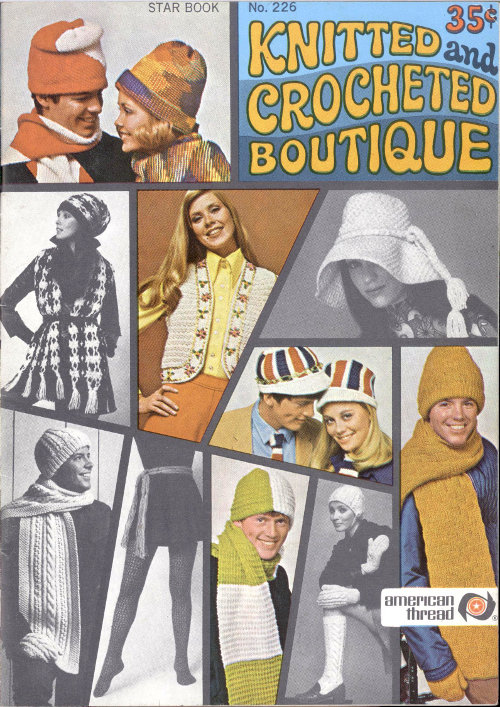 STAR BOOK No. 226
35¢
KNITTED
and
CROCHETED
BOUTIQUE
american
thread
®